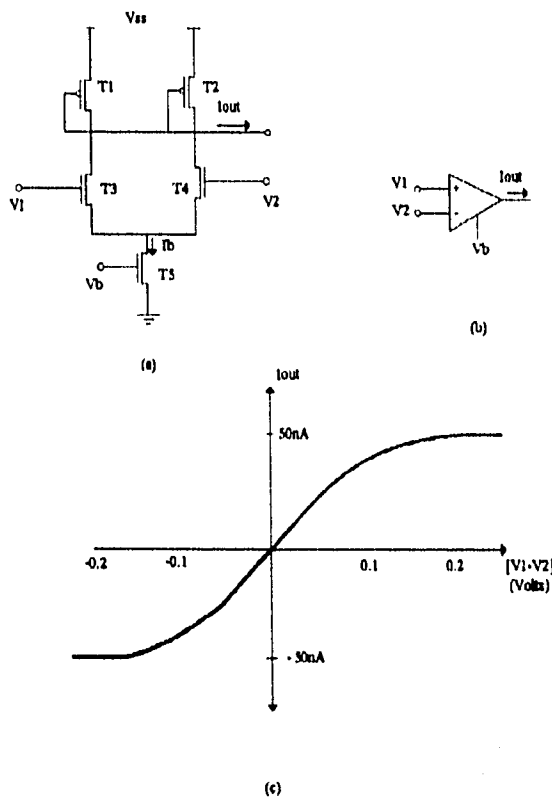 Vss
T1
T2
Iout
T3
T4
V1
V2
Ib
Vb
T5
(a)
Iout
V1
+
V2
-
Vb
(b)
Iout
50nA
-0.2
-0.1
0.1
0.2
[V1-V2]
(Volts)
- 50nA
(c)